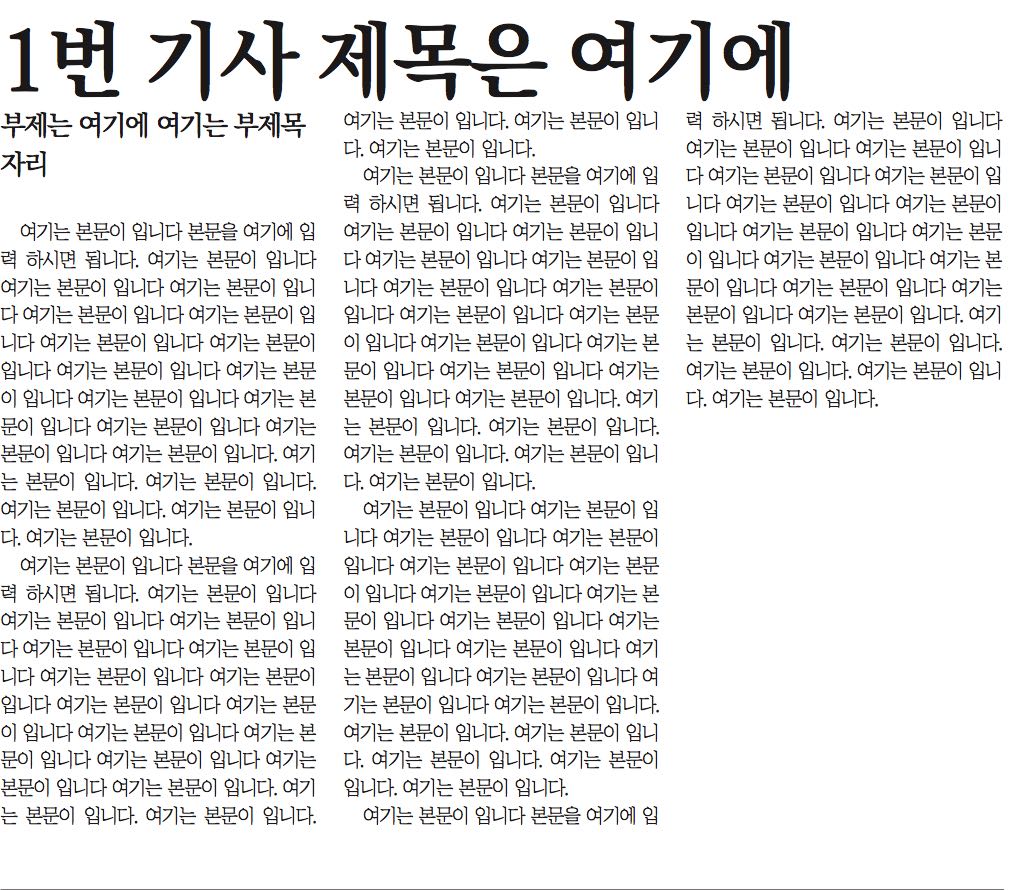 1번 기사 제목은 여기에
부제는 여기에 여기는 부제목
자리
여기는 본문이 입니다 본문을 여기에 입
력 하시면 됩니다. 여기는 본문이 입니다
여기는 본문이 입니다 여기는 본문이 입니
다 여기는 본문이 입니다 여기는 본문이 입
니다 여기는 본문이 입니다 여기는 본문이
입니다 여기는 본문이 입니다 여기는 본문
이 입니다 여기는 본문이 입니다 여기는 본
문이 입니다 여기는 본문이 입니다 여기는
본문이 입니다 여기는 본문이 입니다. 여기
는 본문이 입니다. 여기는 본문이 입니다.
여기는 본문이 입니다. 여기는 본문이 입니
다. 여기는 본문이 입니다.
여기는 본문이 입니다 본문을 여기에 입
력 하시면 됩니다. 여기는 본문이 입니다
여기는 본문이 입니다 여기는 본문이 입니
다 여기는 본문이 입니다 여기는 본문이 입
니다 여기는 본문이 입니다 여기는 본문이
입니다 여기는 본문이 입니다 여기는 본문
이 입니다 여기는 본문이 입니다 여기는 본
문이 입니다 여기는 본문이 입니다 여기는
본문이 입니다 여기는 본문이 입니다. 여기
는 본문이 입니다. 여기는 본문이 입니다.
여기는 본문이 입니다. 여기는 본문이 입니
다. 여기는 본문이 입니다.
여기는 본문이 입니다 본문을 여기에 입
력 하시면 됩니다. 여기는 본문이 입니다
여기는 본문이 입니다 여기는 본문이 입니
다 여기는 본문이 입니다 여기는 본문이 입
니다 여기는 본문이 입니다 여기는 본문이
입니다 여기는 본문이 입니다 여기는 본문
이 입니다 여기는 본문이 입니다 여기는 본
문이 입니다 여기는 본문이 입니다 여기는
본문이 입니다 여기는 본문이 입니다. 여기
는 본문이 입니다. 여기는 본문이 입니다.
여기는 본문이 입니다. 여기는 본문이 입니
다. 여기는 본문이 입니다.
여기는 본문이 입니다 여기는 본문이 입
니다 여기는 본문이 입니다 여기는 본문이
입니다 여기는 본문이 입니다 여기는 본문
이 입니다 여기는 본문이 입니다 여기는 본
문이 입니다 여기는 본문이 입니다 여기는
본문이 입니다 여기는 본문이 입니다 여기
는 본문이 입니다 여기는 본문이 입니다 여
기는 본문이 입니다 여기는 본문이 입니다.
여기는 본문이 입니다. 여기는 본문이 입니
다. 여기는 본문이 입니다. 여기는 본문이
입니다. 여기는 본문이 입니다.
여기는 본문이 입니다 본문을 여기에 입
력 하시면 됩니다. 여기는 본문이 입니다
여기는 본문이 입니다 여기는 본문이 입니
다 여기는 본문이 입니다 여기는 본문이 입
니다 여기는 본문이 입니다 여기는 본문이
입니다 여기는 본문이 입니다 여기는 본문
이 입니다 여기는 본문이 입니다 여기는 본
문이 입니다 여기는 본문이 입니다 여기는
본문이 입니다 여기는 본문이 입니다. 여기
는 본문이 입니다. 여기는 본문이 입니다.
여기는 본문이 입니다. 여기는 본문이 입니
다. 여기는 본문이 입니다.